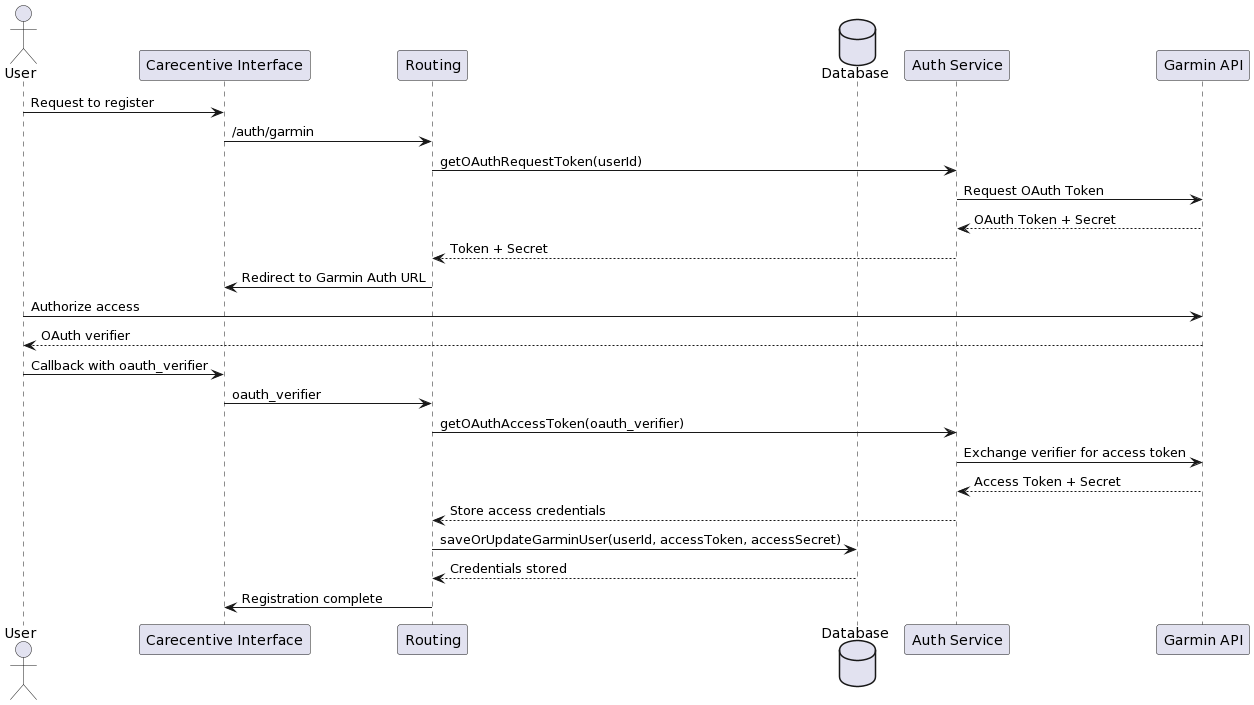 User
Carecentive Interface
Routing
Database
Auth Service
Garmin API
Request to register
/auth/garmin
getOAuthRequestToken(userId)
Request OAuth Token
OAuth Token + Secret
Token + Secret
Redirect to Garmin Auth URL
Authorize access
OAuth verifier
Callback with oauth_verifier
oauth_verifier
getOAuthAccessToken(oauth_verifier)
Exchange verifier for access token
Access Token + Secret
Store access credentials
saveOrUpdateGarminUser(userId, accessToken, accessSecret)
Credentials stored
Registration complete
User
Carecentive Interface
Routing
Database
Auth Service
Garmin API